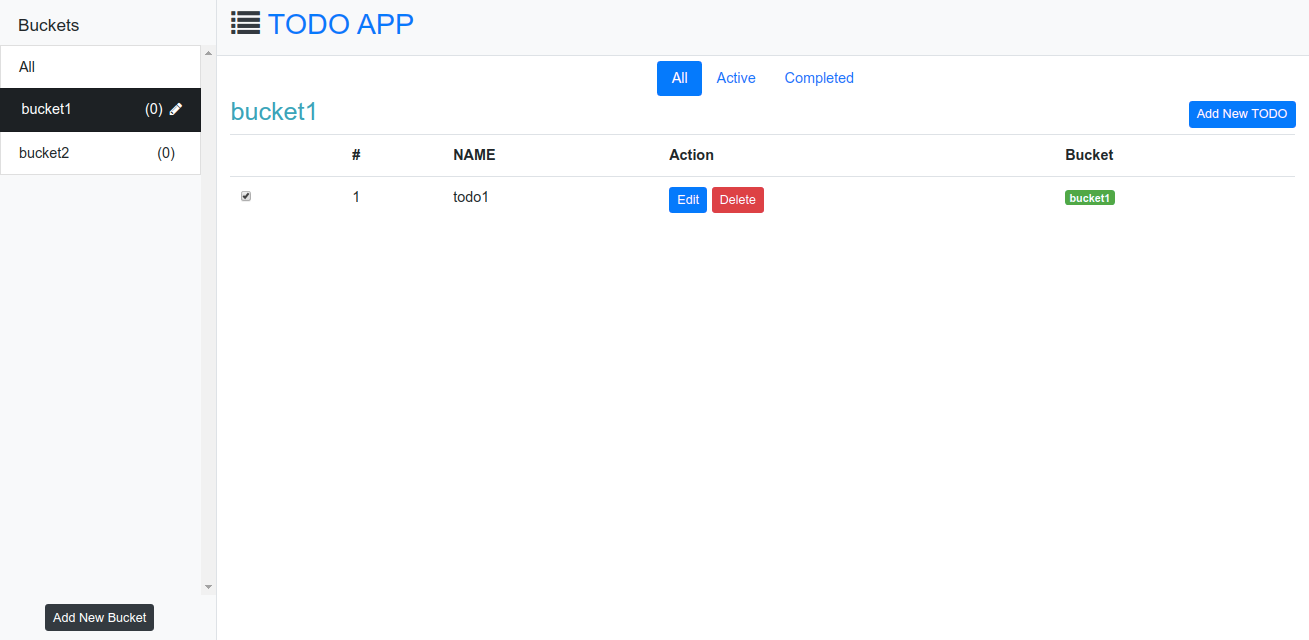 Buckets
All
bucket1 (0)
bucket2 (0)
Add New Bucket
TODO APP
All Active Completed
bucket1
Add New TODO
# NAME Action Bucket
1 todo1 Edit Delete bucket1